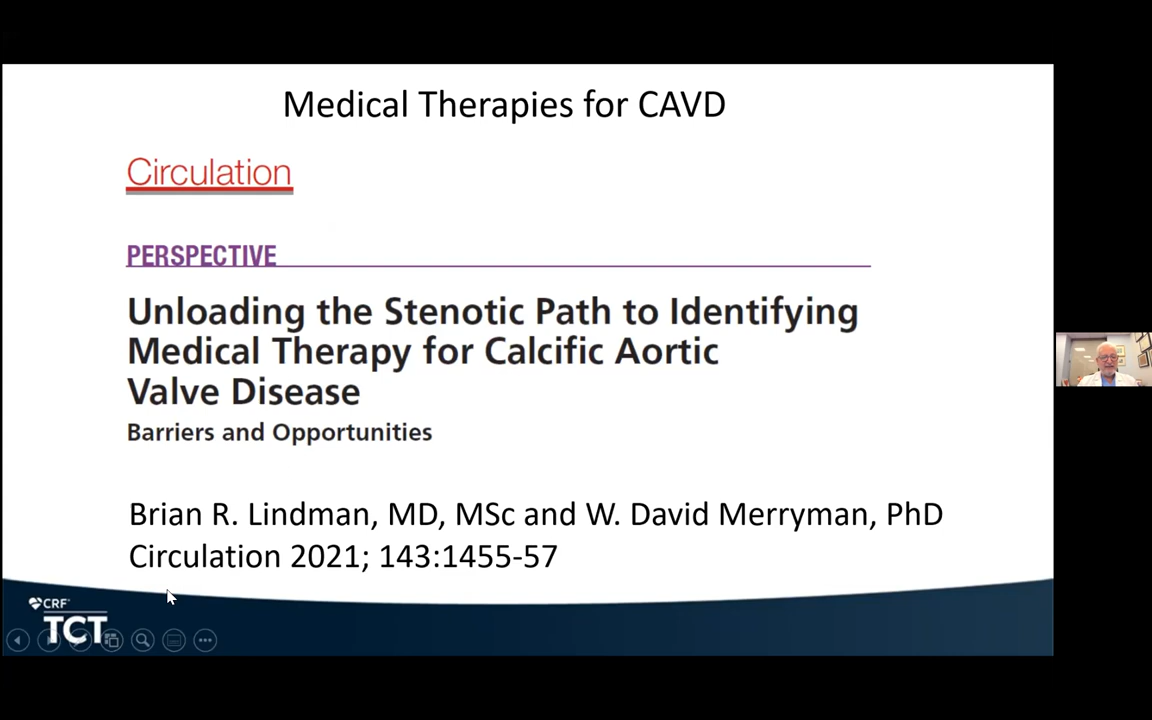 Medical Therapies for CAVD
Circulation
PERSPECTIVE
Unloading the Stenotic Path to Identifying
Medical Therapy for Calcific Aortic
Valve Disease
Barriers and Opportunities
Brian R. Lindman, MD, MSc and W. David Merryman, PhD
Circulation 2021; 143:1455-57
CRF
TCT